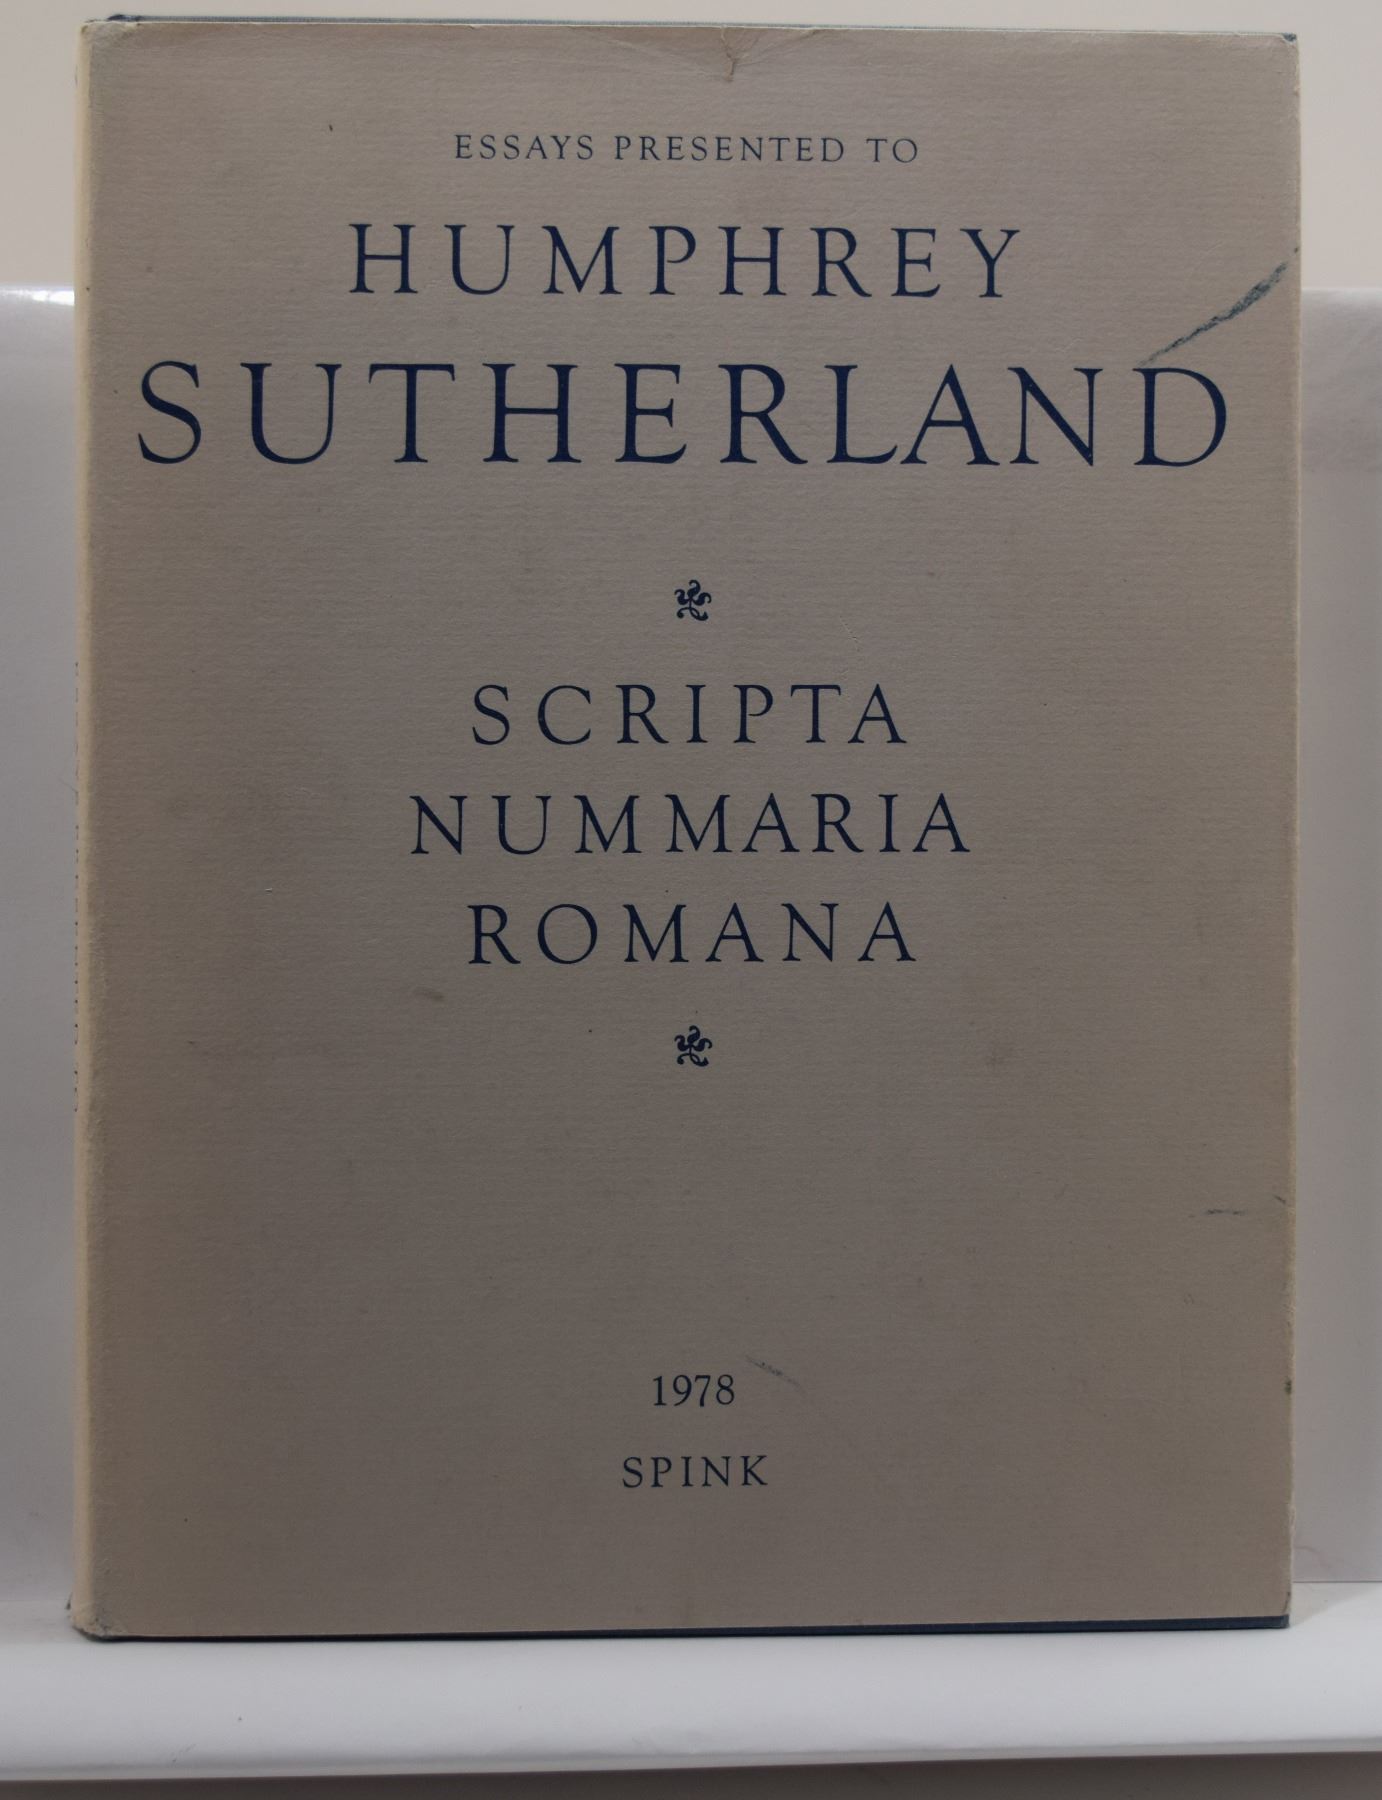 ESSAYS PRESENTED TO
HUMPHREY
SUTHERLAND
SCRIPTA
NUMMARIA
ROMANA
1978
SPINK